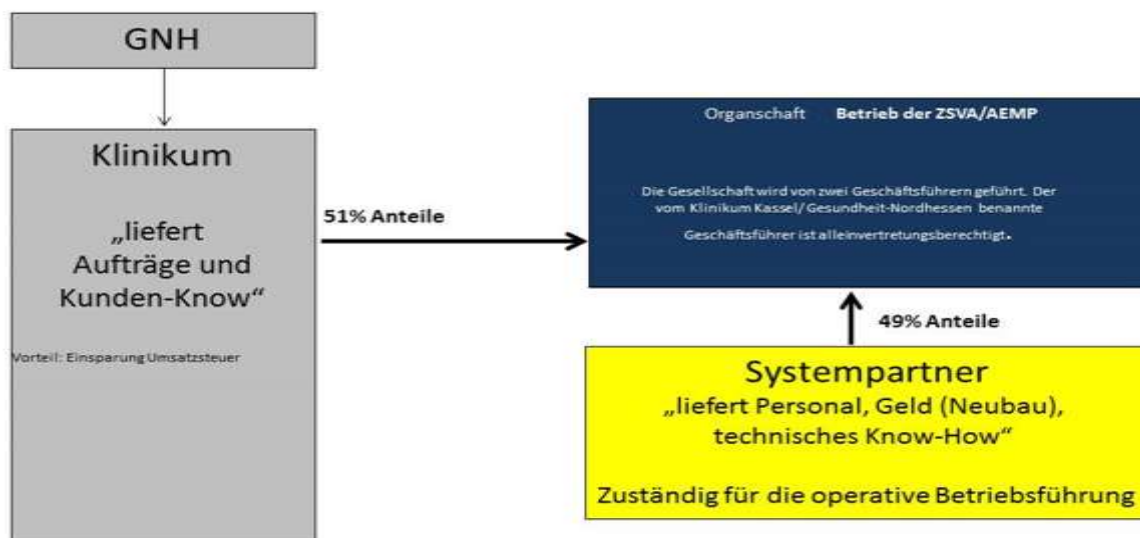 GNH
Klinikum
„liefert
Aufträge und
Kunden-Know“
Vorteil: Einsparung Umsatzsteuer
51% Anteile
Organschaft Betrieb der ZSVA/AEMP
Die Gesellschaft wird von zwei Geschäftsführern geführt. Der
vom Klinikum Kassel/Gesundheit-Nordhessen benannte
Geschäftsführer ist alleinvertretungsberechtigt.
49% Anteile
Systempartner
„liefert Personal, Geld (Neubau),
technisches Know-How“
Zuständig für die operative Betriebsführung